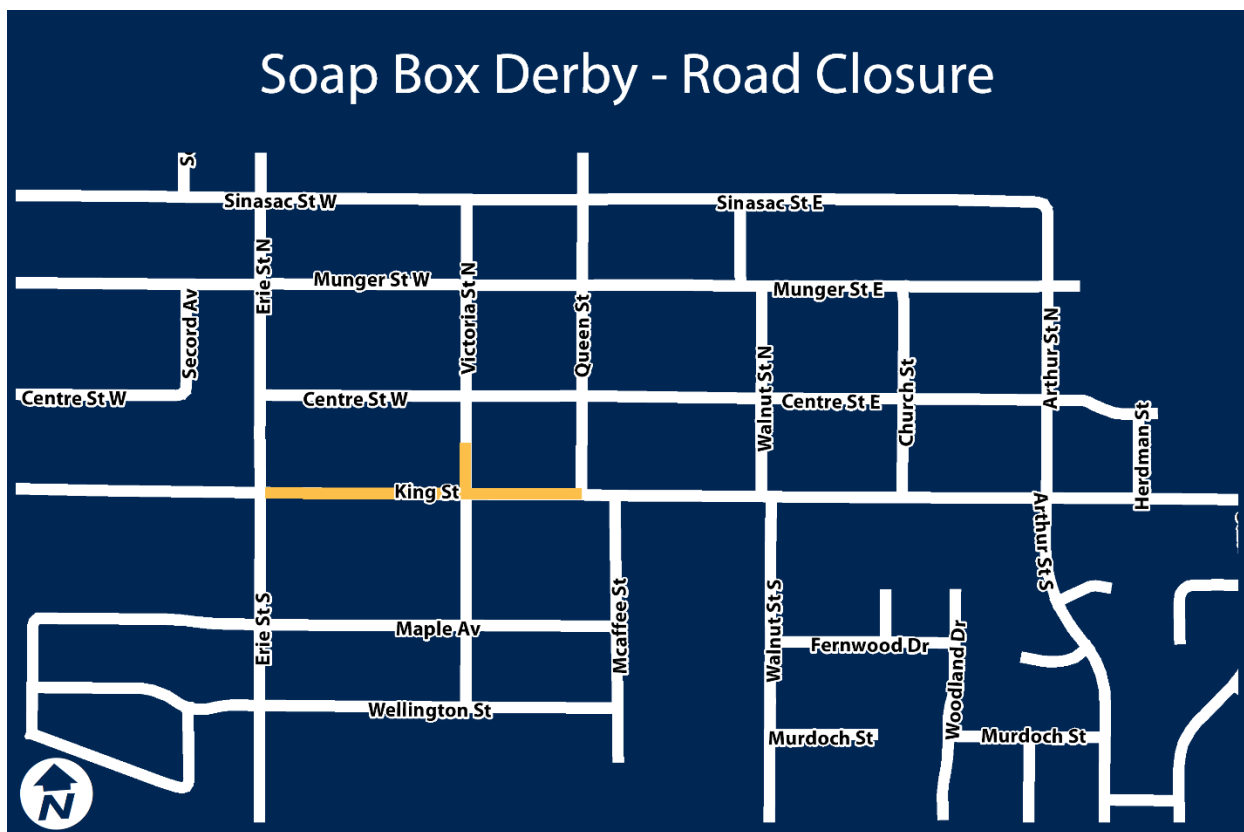 Soap Box Derby - Road Closure
Sinasac St W
Sinasac St E
Erie St N
Munger St W
Victoria St N
Munger St E
Second Av
Queen St
Arthur St N
Centre St W
Centre St W
Walnut St N
Centre St E
Church St
Herdman St
King St
Arthur St S
Erie St S
Maple Av
Mcaffee St
Walnut St S
Fernwood Dr
Woodland Dr
Wellington St
Murdoch St
Murdoch St
N